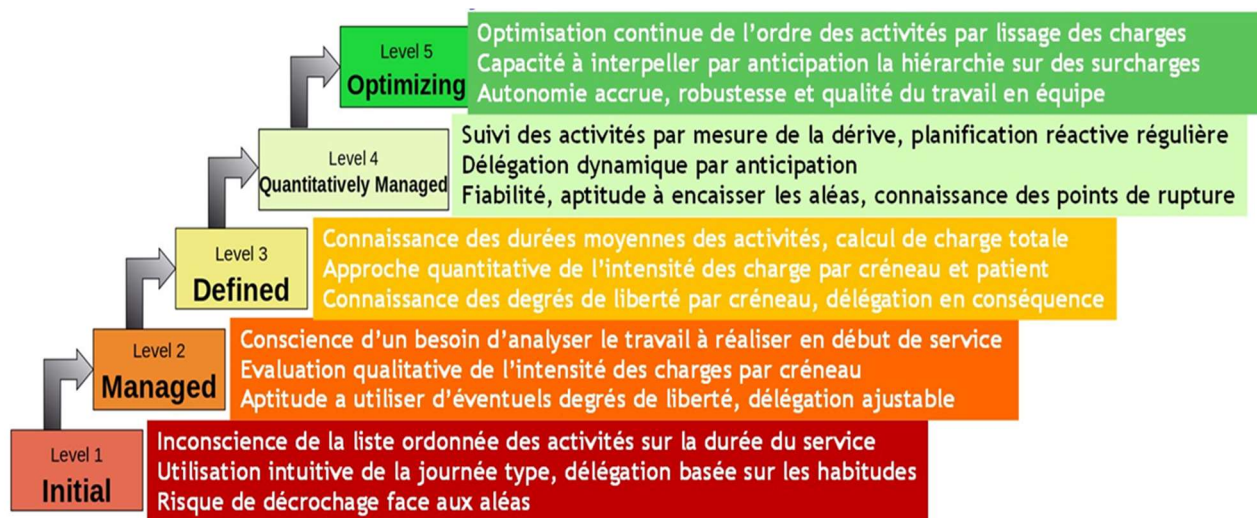 Level 5
Optimizing
Optimisation continue de l'ordre des activités par lissage des charges
Capacité à interpeller par anticipation la hiérarchie sur des surcharges
Autonomie accrue, robustesse et qualité du travail en équipe
Level 4
Quantitatively Managed
Suivi des activités par mesure de la dérive, planification réactive régulière
Délégation dynamique par anticipation
Fiabilité, aptitude à encaisser les aléas, connaissance des points de rupture
Level 3
Defined
Connaissance des durées moyennes des activités, calcul de charge totale
Approche quantitative de l'intensité des charge par créneau et patient
Connaissance des degrés de liberté par créneau, délégation en conséquence
Level 2
Managed
Conscience d'un besoin d'analyser le travail à réaliser en début de service
Evaluation qualitative de l'intensité des charges par créneau
Aptitude a utiliser d'éventuels degrés de liberté, délégation ajustable
Level 1
Initial
Inconscience de la liste ordonnée des activités sur la durée du service
Utilisation intuitive de la journée type, délégation basée sur les habitudes
Risque de décrochage face aux aléas